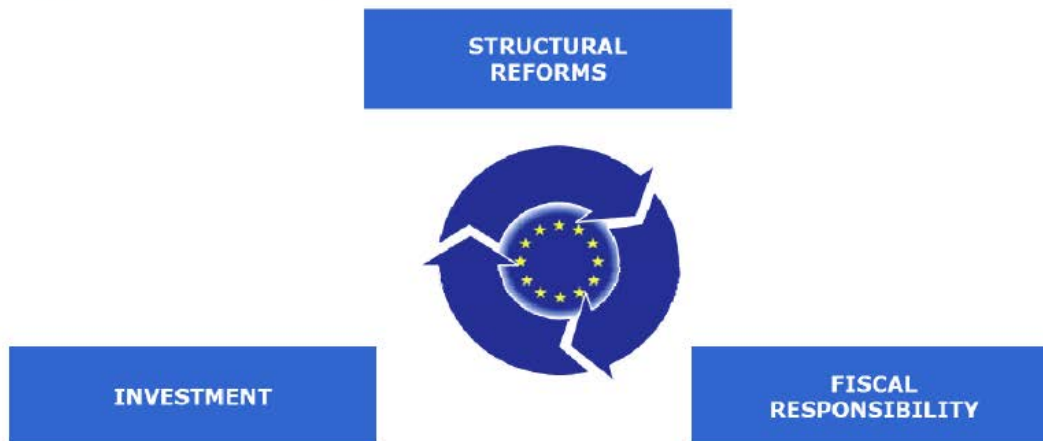 STRUCTURAL
REFORMS
INVESTMENT
FISCAL
RESPONSIBILITY